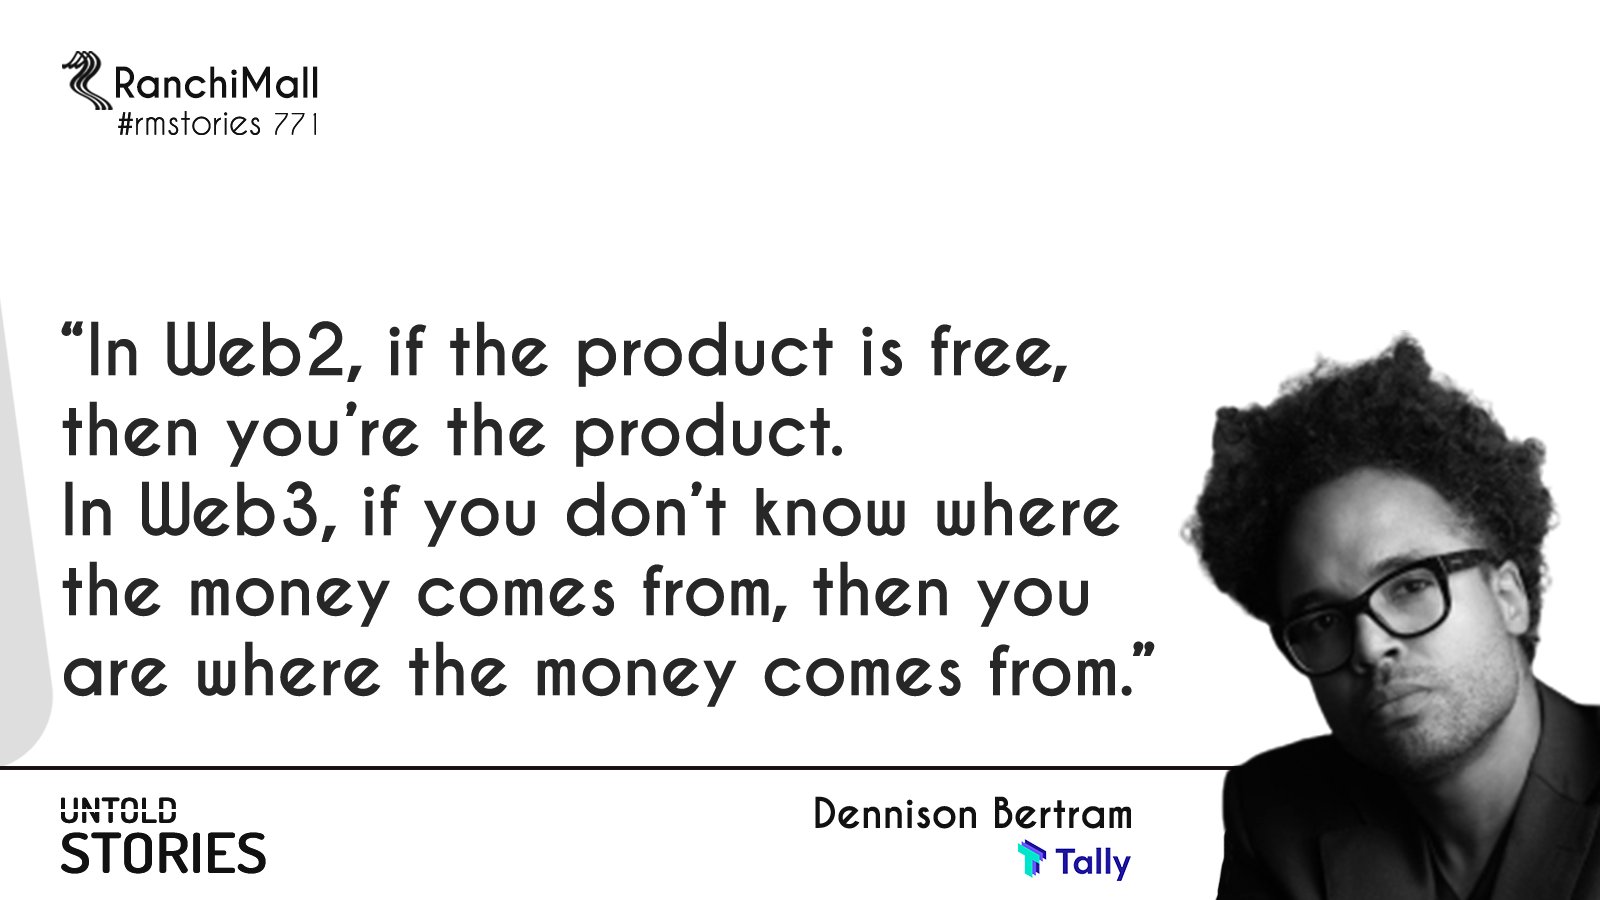 RanchiMall
#rmstories 771
“In Web2, if the product is free,
then you’re the product.
In Web3, if you don’t know where
the money comes from, then you
are where the money comes from.”
UNTOLD
STORIES
Dennison Bertram
Tally